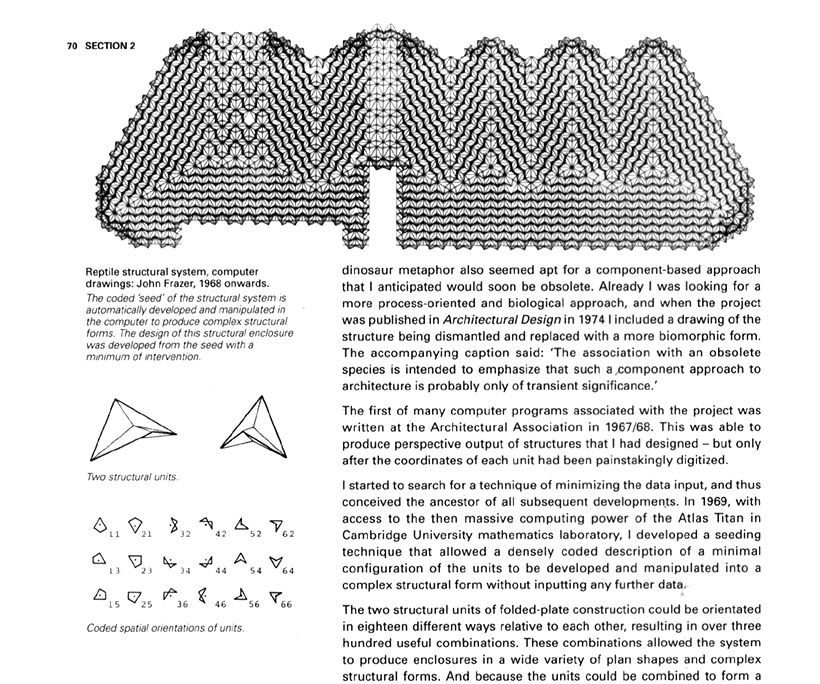 70 SECTION 2
Reptile structural system, computer
drawings: John Frazer, 1968 onwards.
The coded 'seed' of the structural system is
automatically developed and manipulated in
the computer to produce complex structural
forms. The design of this structural enclosure
was developed from the seed with a
minimum of intervention.
Two structural units.
11 21 32 42 52 62
13 23 34 44 54 64
15 25 36 46 56 66
Coded spatial orientations of units.
dinosaur metaphor also seemed apt for a component-based approach
that I anticipated would soon be obsolete. Already I was looking for a
more process-oriented and biological approach, and when the project
was published in Architectural Design in 1974 I included a drawing of the
structure being dismantled and replaced with a more biomorphic form.
The accompanying caption said: 'The association with an obsolete
species is intended to emphasize that such a component approach to
architecture is probably only of transient significance.'
The first of many computer programs associated with the project was
written at the Architectural Association in 1967/68. This was able to
produce perspective output of structures that I had designed – but only
after the coordinates of each unit had been painstakingly digitized.
I started to search for a technique of minimizing the data input, and thus
conceived the ancestor of all subsequent developments. In 1969, with
access to the then massive computing power of the Atlas Titan in
Cambridge University mathematics laboratory, I developed a seeding
technique that allowed a densely coded description of a minimal
configuration of the units to be developed and manipulated into a
complex structural form without inputting any further data.
The two structural units of folded-plate construction could be orientated
in eighteen different ways relative to each other, resulting in over three
hundred useful combinations. These combinations allowed the system
to produce enclosures in a wide variety of plan shapes and complex
structural forms. And because the units could be combined to form a